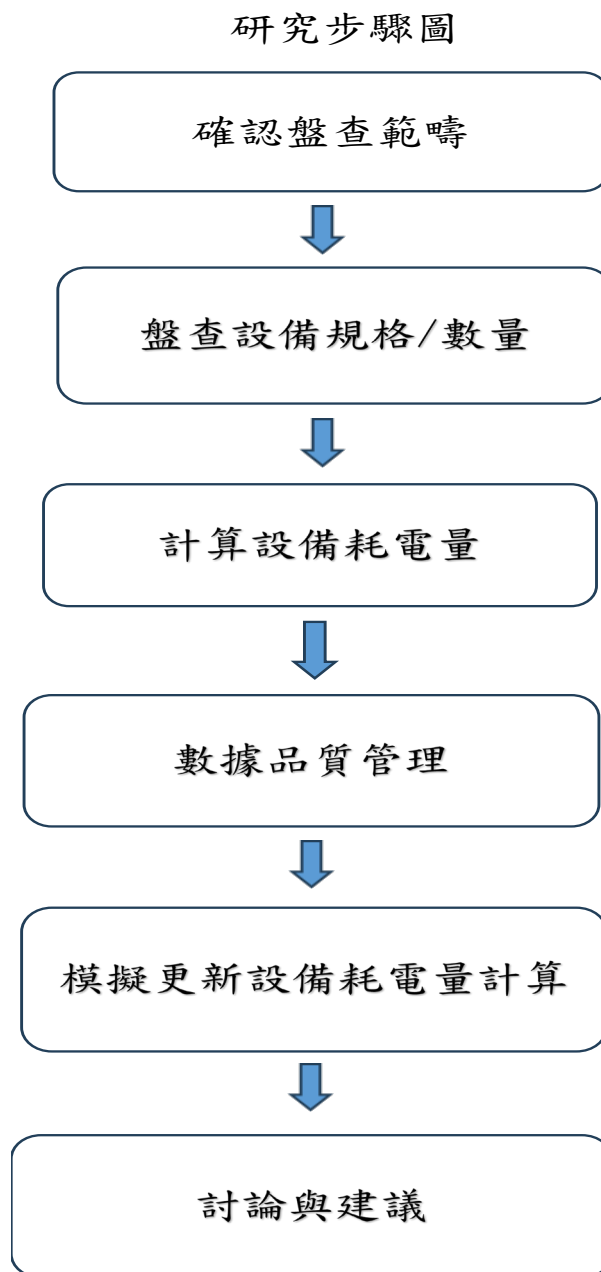 研究步驟圖
確認盤查範疇
盤查設備規格/數量
計算設備耗電量
數據品質管理
模擬更新設備耗電量計算
討論與建議